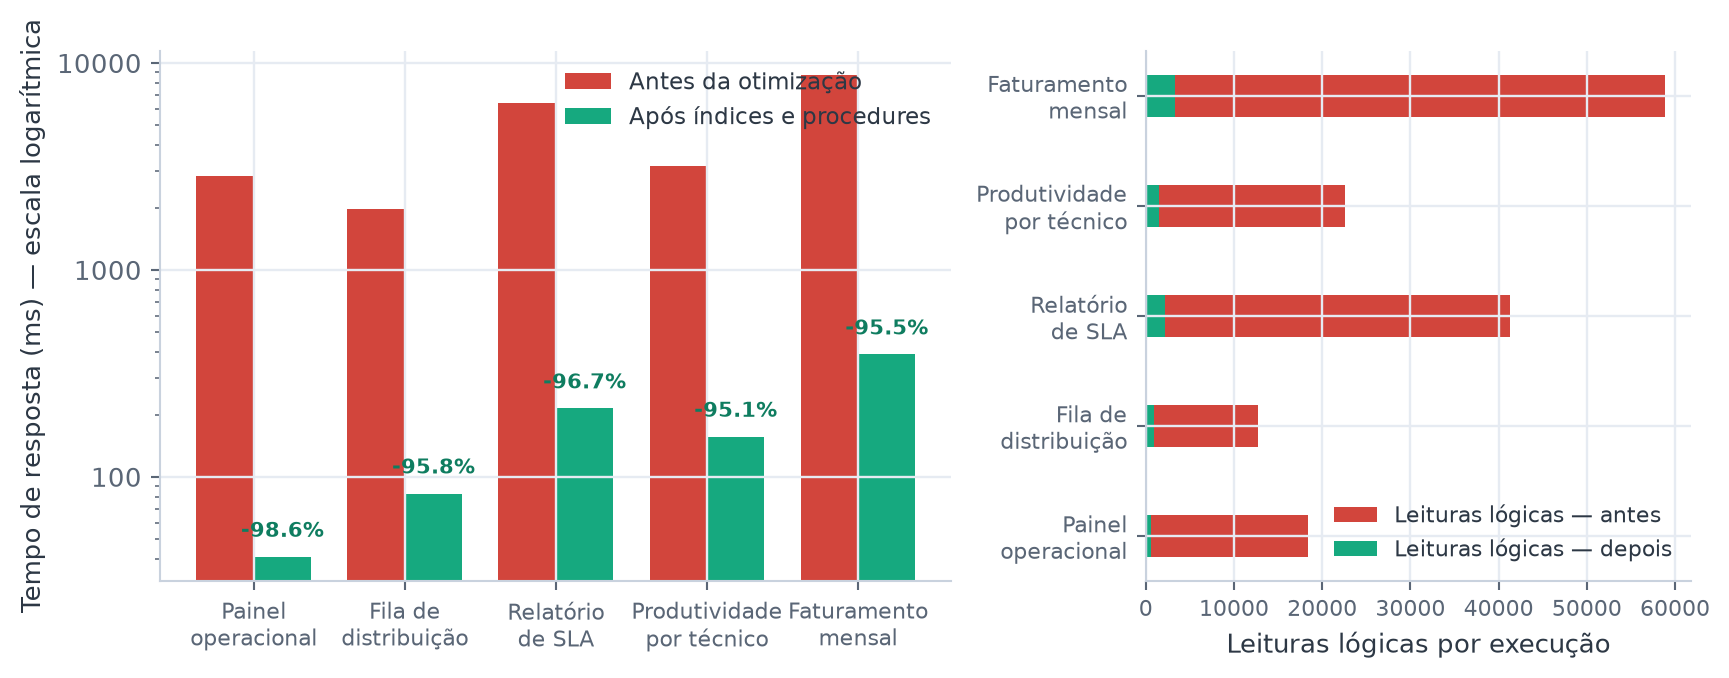 Tempo de resposta (ms) — escala logarítmica
10000
1000
100
Antes da otimização
Após índices e procedures
-98.6%
-95.8%
-96.7%
-95.1%
-95.5%
Painel
operacional
Fila de
distribuição
Relatório
de SLA
Produtividade
por técnico
Faturamento
mensal
Faturamento
mensal
Produtividade
por técnico
Relatório
de SLA
Fila de
distribuição
Painel
operacional
Leituras lógicas — antes
Leituras lógicas — depois
0 10000 20000 30000 40000 50000 60000
Leituras lógicas por execução